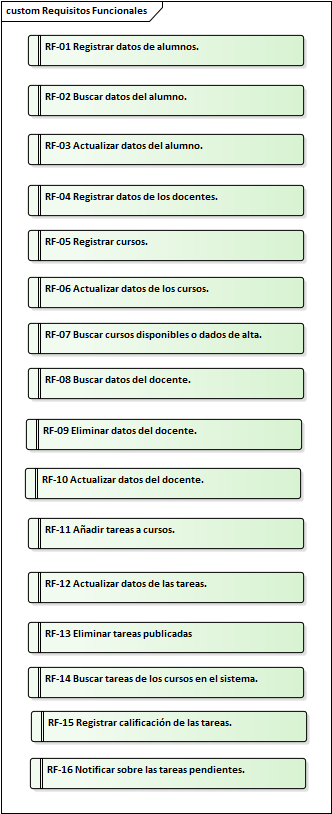 custom Requisitos Funcionales
RF-01 Registrar datos de alumnos.
RF-02 Buscar datos del alumno.
RF-03 Actualizar datos del alumno.
RF-04 Registrar datos de los docentes.
RF-05 Registrar cursos.
RF-06 Actualizar datos de los cursos.
RF-07 Buscar cursos disponibles o dados de alta.
RF-08 Buscar datos del docente.
RF-09 Eliminar datos del docente.
RF-10 Actualizar datos del docente.
RF-11 Añadir tareas a cursos.
RF-12 Actualizar datos de las tareas.
RF-13 Eliminar tareas publicadas
RF-14 Buscar tareas de los cursos en el sistema.
RF-15 Registrar calificación de las tareas.
RF-16 Notificar sobre las tareas pendientes.